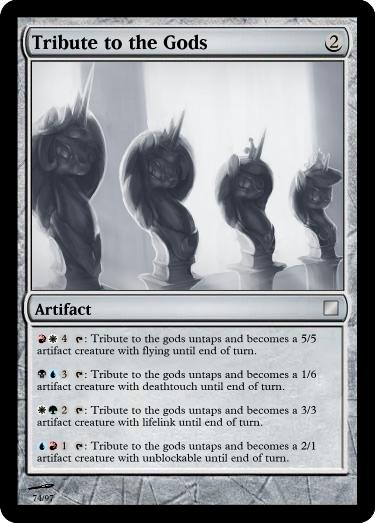 Tribute to the Gods 2
Artifact
4 : Tribute to the gods untaps and becomes a 5/5
artifact creature with flying until end of turn.
3 : Tribute to the gods untaps and becomes a 1/6
artifact creature with deathtouch until end of turn.
2 : Tribute to the gods untaps and becomes a 3/3
artifact creature with lifelink until end of turn.
1 : Tribute to the gods untaps and becomes a 2/1
artifact creature with unblockable until end of turn.
74/97